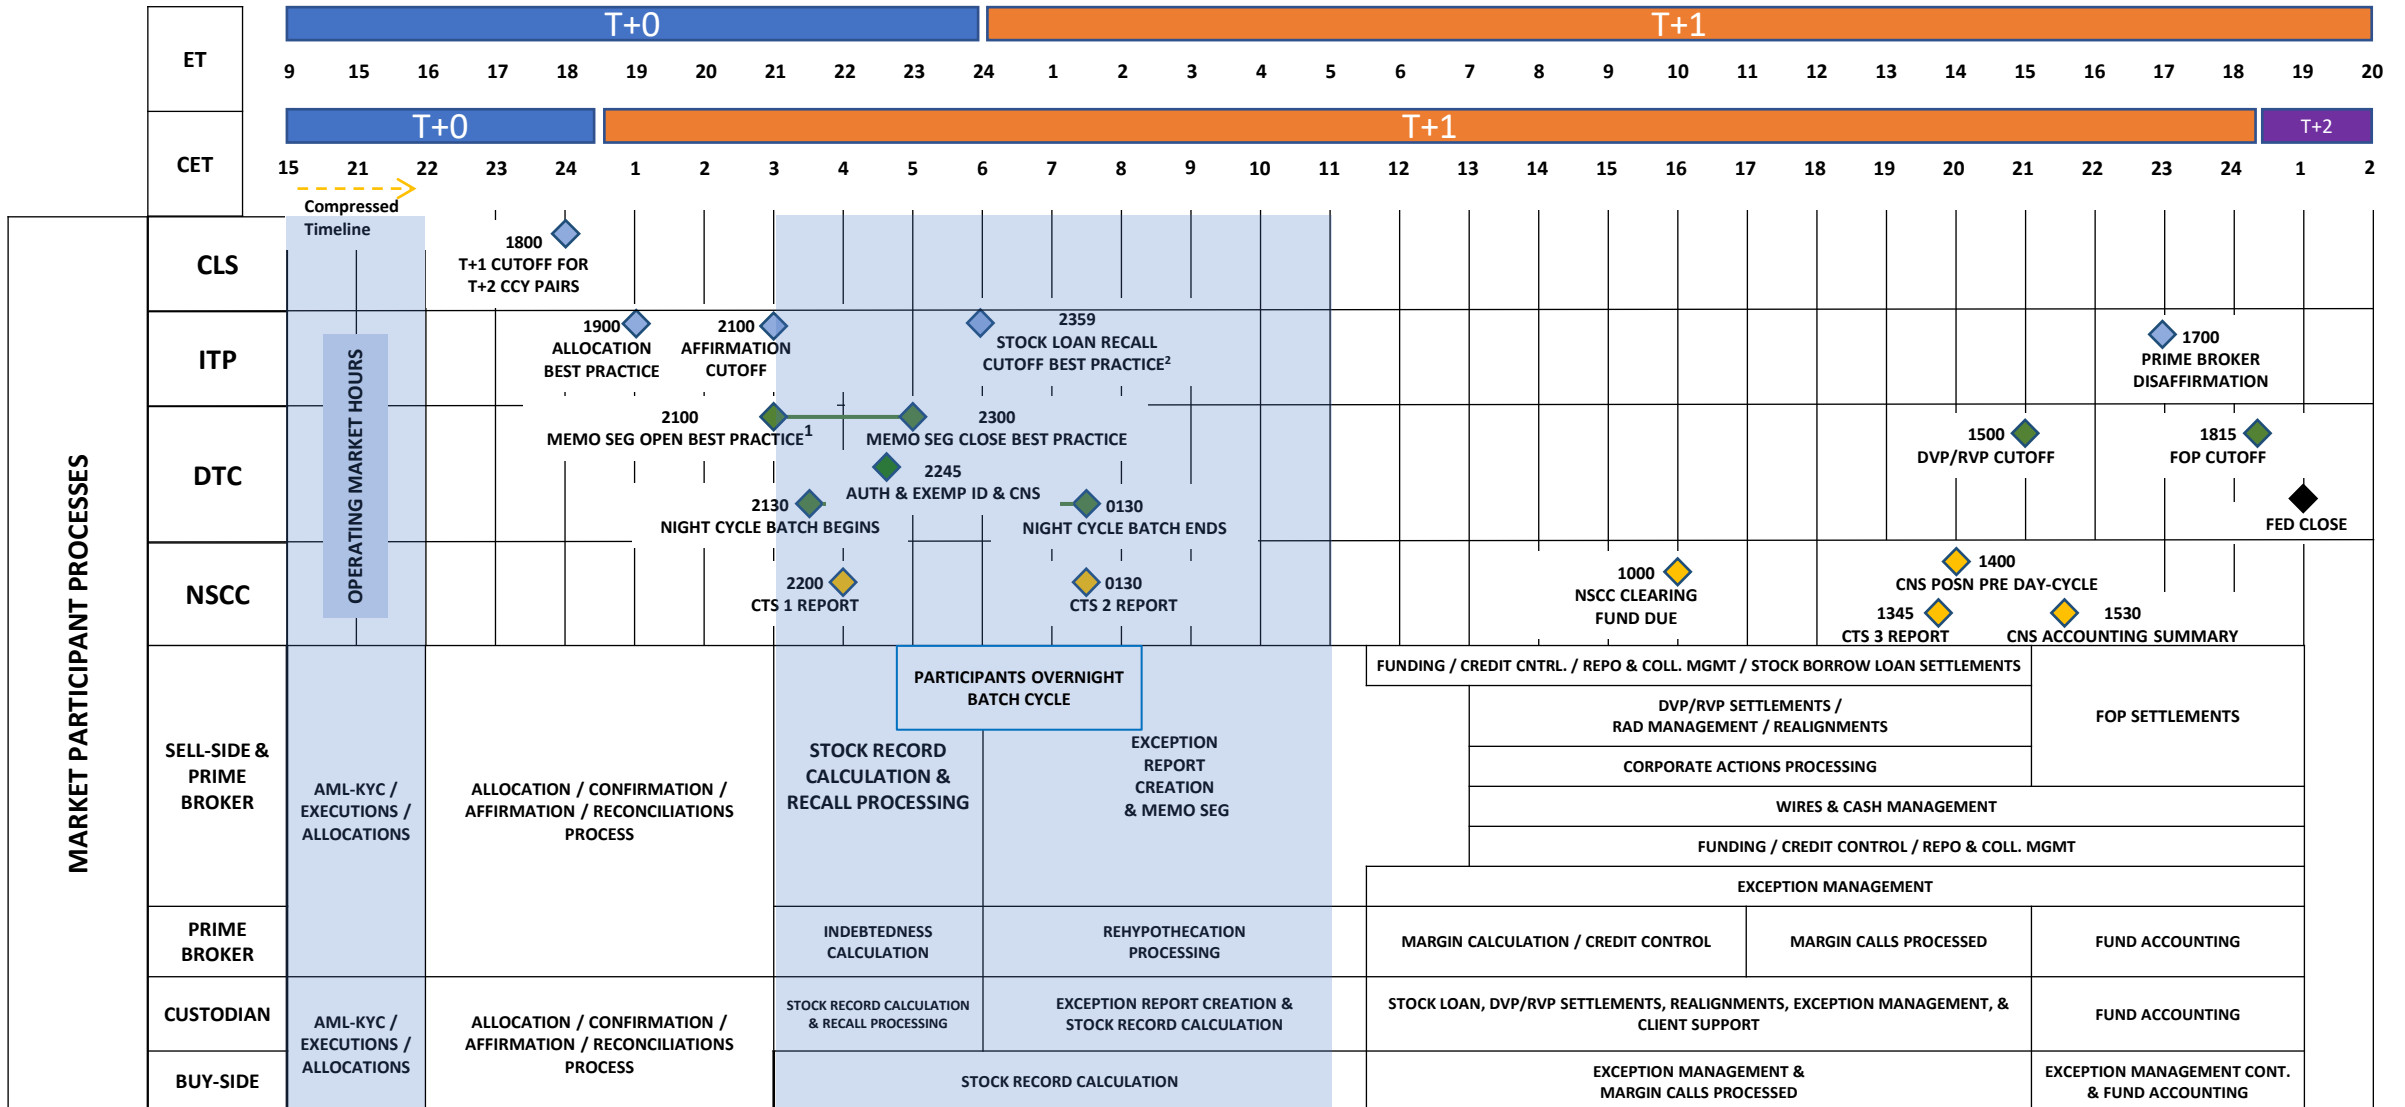 T+0
T+1
ET
9 15 16 17 18 19 20 21 22 23 24 1 2 3 4 5 6 7 8 9 10 11 12 13 14 15 16 17 18 19 20
T+0
T+1
T+2
CET
15 21 22 23 24 1 2 3 4 5 6 7 8 9 10 11 12 13 14 15 16 17 18 19 20 21 22 23 24 1 2
Compressed
Timeline
MARKET PARTICIPANT PROCESSES
OPERATING MARKET HOURS
CLS
1800
T+1 CUTOFF FOR
T+2 CCY PAIRS
ITP
1900
ALLOCATION
BEST PRACTICE
2100
AFFIRMATION
CUTOFF
2359
STOCK LOAN RECALL
CUTOFF BEST PRACTICE²
1700
PRIME BROKER
DISAFFIRMATION
DTC
2100
MEMO SEG OPEN BEST PRACTICE¹
2300
MEMO SEG CLOSE BEST PRACTICE
2245
AUTH & EXEMP ID & CNS
2130
NIGHT CYCLE BATCH BEGINS
0130
NIGHT CYCLE BATCH ENDS
1500
DVP/RVP CUTOFF
1815
FOP CUTOFF
FED CLOSE
NSCC
2200
CTS 1 REPORT
0130
CTS 2 REPORT
1000
NSCC CLEARING
FUND DUE
1400
CNS POSN PRE DAY-CYCLE
1345
CTS 3 REPORT
1530
CNS ACCOUNTING SUMMARY
SELL-SIDE &
PRIME
BROKER
AML-KYC /
EXECUTIONS /
ALLOCATIONS
ALLOCATION / CONFIRMATION /
AFFIRMATION / RECONCILIATIONS
PROCESS
PARTICIPANTS OVERNIGHT
BATCH CYCLE
STOCK RECORD
CALCULATION &
RECALL PROCESSING
EXCEPTION
REPORT
CREATION
& MEMO SEG
FUNDING / CREDIT CNTRL. / REPO & COLL. MGMT / STOCK BORROW LOAN SETTLEMENTS
DVP/RVP SETTLEMENTS /
RAD MANAGEMENT / REALIGNMENTS
FOP SETTLEMENTS
CORPORATE ACTIONS PROCESSING
WIRES & CASH MANAGEMENT
FUNDING / CREDIT CONTROL / REPO & COLL. MGMT
EXCEPTION MANAGEMENT
PRIME
BROKER
INDEBTEDNESS
CALCULATION
REHYPOTHECATION
PROCESSING
MARGIN CALCULATION / CREDIT CONTROL
MARGIN CALLS PROCESSED
FUND ACCOUNTING
CUSTODIAN
AML-KYC /
EXECUTIONS /
ALLOCATIONS
ALLOCATION / CONFIRMATION /
AFFIRMATION / RECONCILIATIONS
PROCESS
STOCK RECORD CALCULATION
& RECALL PROCESSING
EXCEPTION REPORT CREATION &
STOCK RECORD CALCULATION
STOCK LOAN, DVP/RVP SETTLEMENTS, REALIGNMENTS, EXCEPTION MANAGEMENT, &
CLIENT SUPPORT
FUND ACCOUNTING
BUY-SIDE
STOCK RECORD CALCULATION
EXCEPTION MANAGEMENT &
MARGIN CALLS PROCESSED
EXCEPTION MANAGEMENT CONT.
& FUND ACCOUNTING